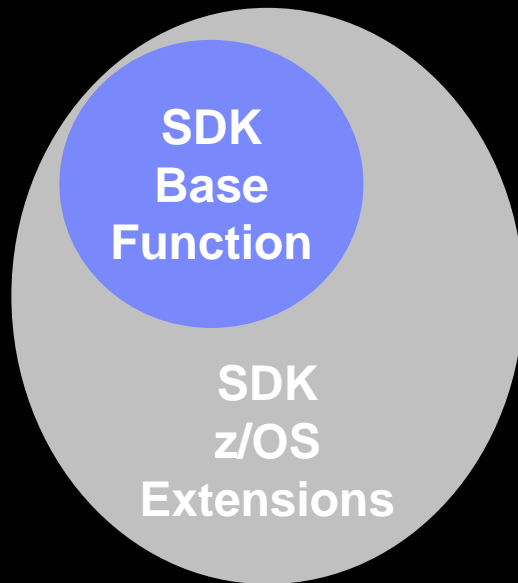 SDK
Base
Function
SDK
z/OS
Extensions